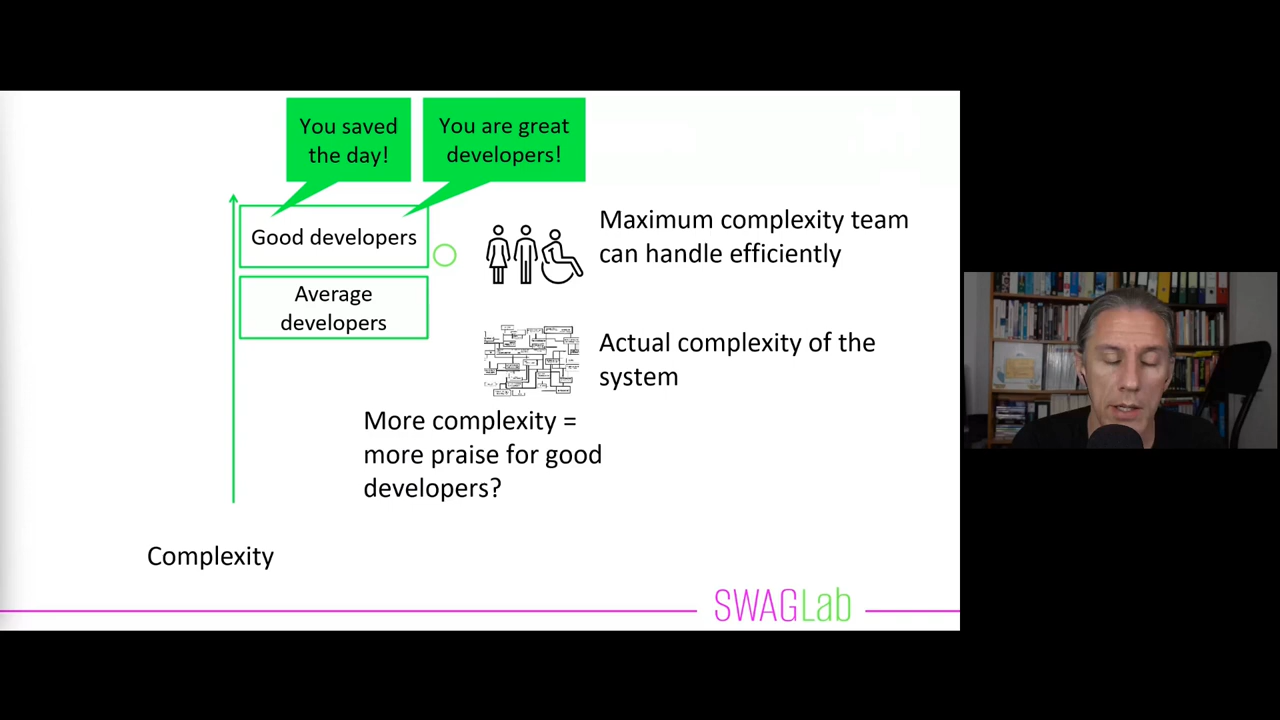 You saved
the day!
You are great
developers!
Good developers
Maximum complexity team
can handle efficiently
Average
developers
Actual complexity of the
system
More complexity =
more praise for good
developers?
Complexity
SWAGLab